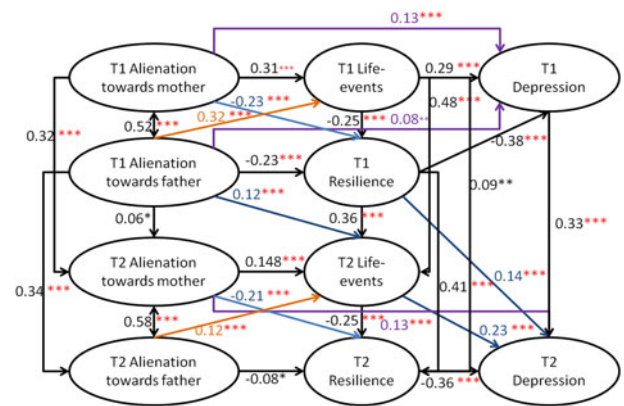 0.13***
T1 Alienation
towards mother
0.31***
T1 Life-
events
0.29 ***
T1
Depression
-0.23 ***
0.48***
0.32 ***
0.52***
0.32 ***
-0.25 ***
0.08**
T1 Alienation
towards father
-0.23***
T1
Resilience
-0.38***
0.12***
0.09**
0.06*
0.36 ***
0.33***
T2 Alienation
towards mother
0.148***
T2 Life-
events
0.34 ***
0.41 ***
0.14***
-0.21 ***
0.58***
0.12***
-0.25 ***
0.13***
0.23 ***
T2 Alienation
towards father
-0.08*
T2
Resilience
-0.36 ***
T2
Depression